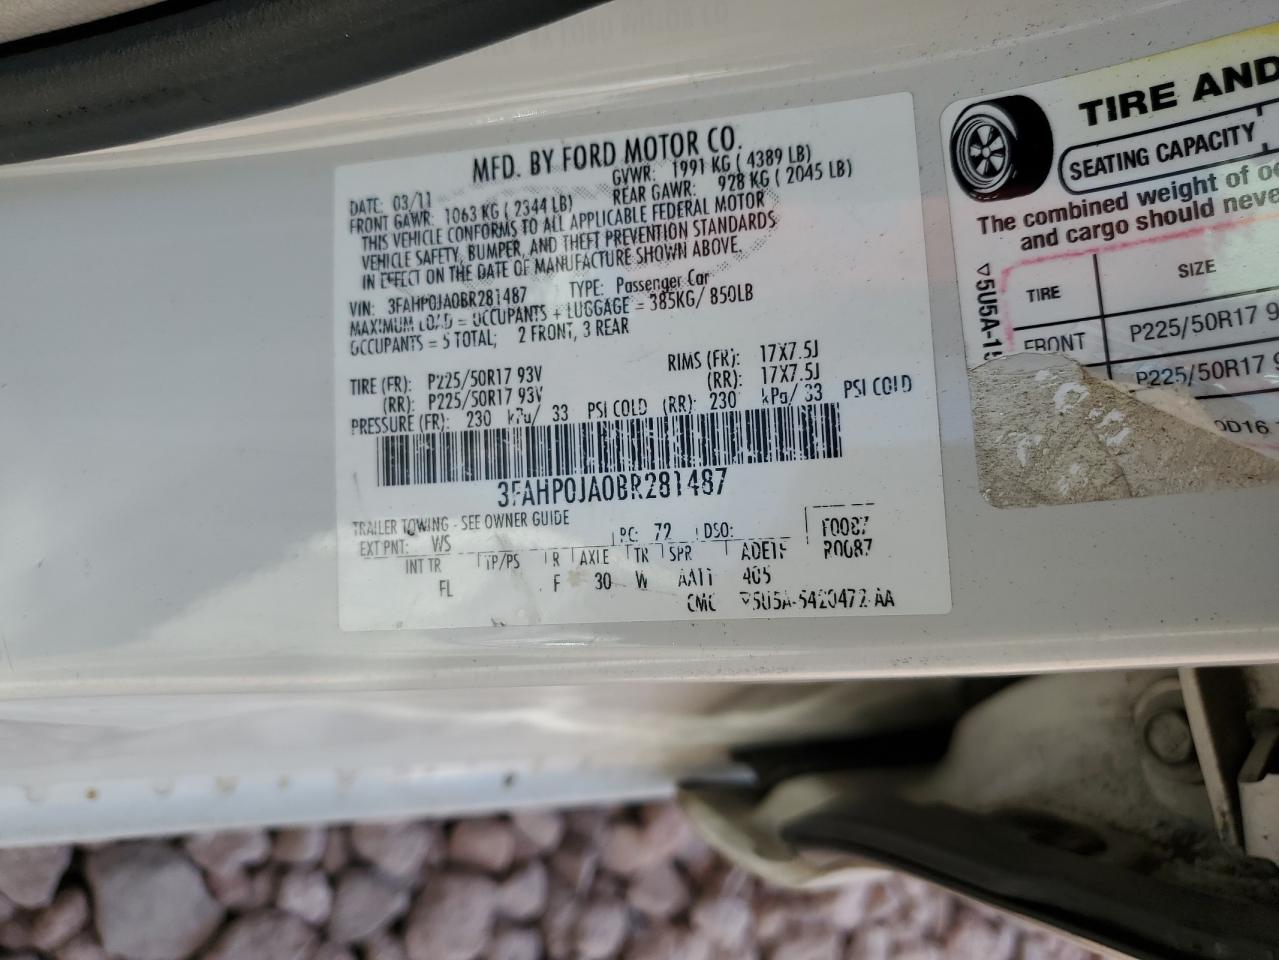 MFD. BY FORD MOTOR CO.
DATE: 03/11 GVWR: 1991 KG ( 4389 LB)
FRONT GAWR: 1063 KG ( 2344 LB) REAR GAWR: 928 KG ( 2045 LB)
THIS VEHICLE CONFORMS TO ALL APPLICABLE FEDERAL MOTOR
VEHICLE SAFETY, BUMPER, AND THEFT PREVENTION STANDARDS
IN EFFECT ON THE DATE OF MANUFACTURE SHOWN ABOVE.
VIN: 3FAHP0JA0BR281487 TYPE: Passenger Car
MAXIMUM LOAD = OCCUPANTS + LUGGAGE = 385KG/ 850LB
OCCUPANTS = 5 TOTAL; 2 FRONT, 3 REAR
TIRE (FR): P225/50R17 93V RIMS (FR): 17X7.5J
(RR): P225/50R17 93V (RR): 17X7.5J
PRESSURE (FR): 230 kPa/ 33 PSI COLD (RR): 230 kPa/ 33 PSI COLD
3FAHP0JA0BR281487
TRAILER TOWING - SEE OWNER GUIDE
EXT PNT: WS RC: 72 DSO: F0087
INT TR TP/PS R AXLE TR SPR R0087
FL F 30 W AA11 405
CMC ▽5U5A-5420472-AA
TIRE AND
SEATING CAPACITY
The combined weight of
and cargo should
▽5U5A-15
TIRE SIZE
FRONT P225/50R17
P225/50R17